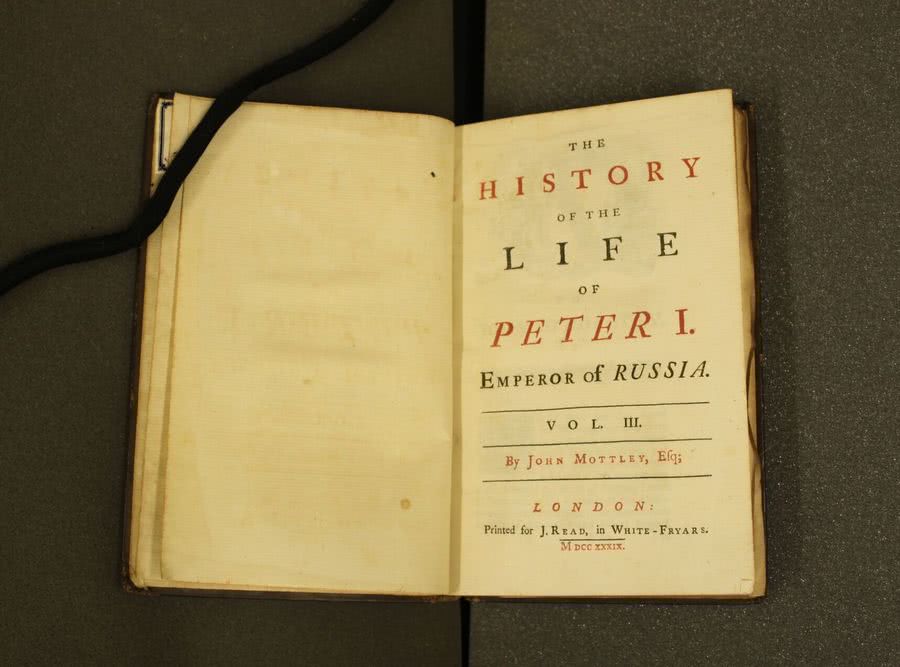 THE
HISTORY
OF THE
LIFE
OF
PETER I.
EMPEROR of RUSSIA.
VOL. III.
By JOHN MOTTLEY, Eſq;
LONDON:
Printed for J. READ, in WHITE-FRYARS.
MDCCXXXIX.